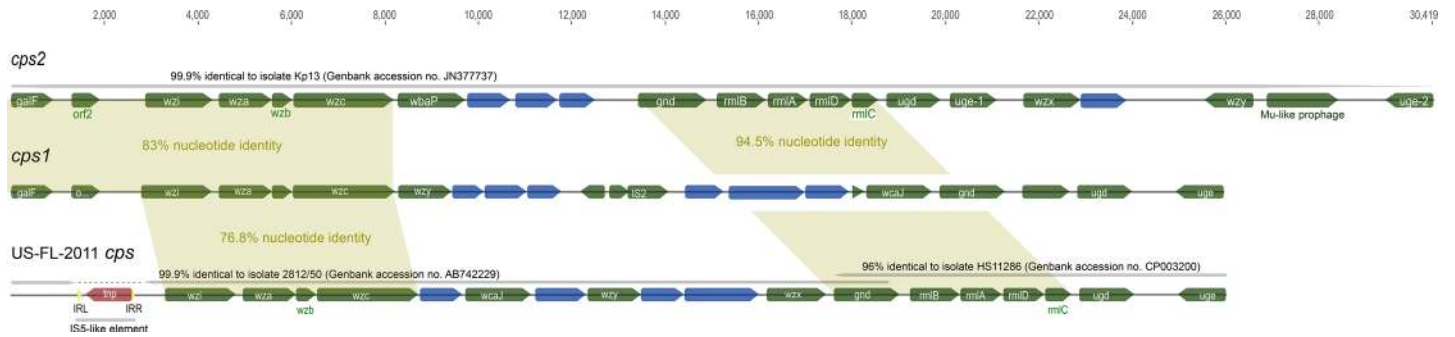 2,000 4,000 6,000 8,000 10,000 12,000 14,000 16,000 18,000 20,000 22,000 24,000 26,000 28,000 30,419
cps2
99.9% identical to isolate Kp13 (Genbank accession no. JN377737)
galF wzi wza wzc wbaP gnd rmlB rmlA rmlD ugd uge-1 wzx wzy uge-2
orf2 wzb rmlC Mu-like prophage
83% nucleotide identity 94.5% nucleotide identity
cps1
galF o wzi wza wzc wzy IS2 wcaJ gnd ugd uge
76.8% nucleotide identity
US-FL-2011 cps
99.9% identical to isolate 2812/50 (Genbank accession no. AB742229) 96% identical to isolate HS11286 (Genbank accession no. CP003200)
tnp wzi wza wzc wcaJ wzy wzx gnd rmlB rmlA rmlD ugd uge
IRL IRR wzb rmlC
IS5-like element